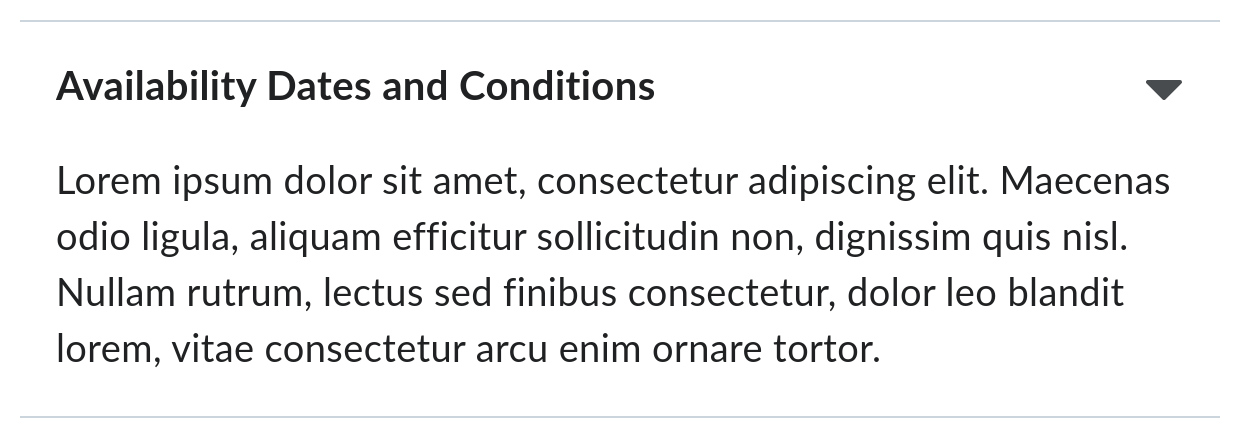 Availability Dates and Conditions
Lorem ipsum dolor sit amet, consectetur adipiscing elit. Maecenas
odio ligula, aliquam efficitur sollicitudin non, dignissim quis nisl.
Nullam rutrum, lectus sed finibus consectetur, dolor leo blandit
lorem, vitae consectetur arcu enim ornare tortor.